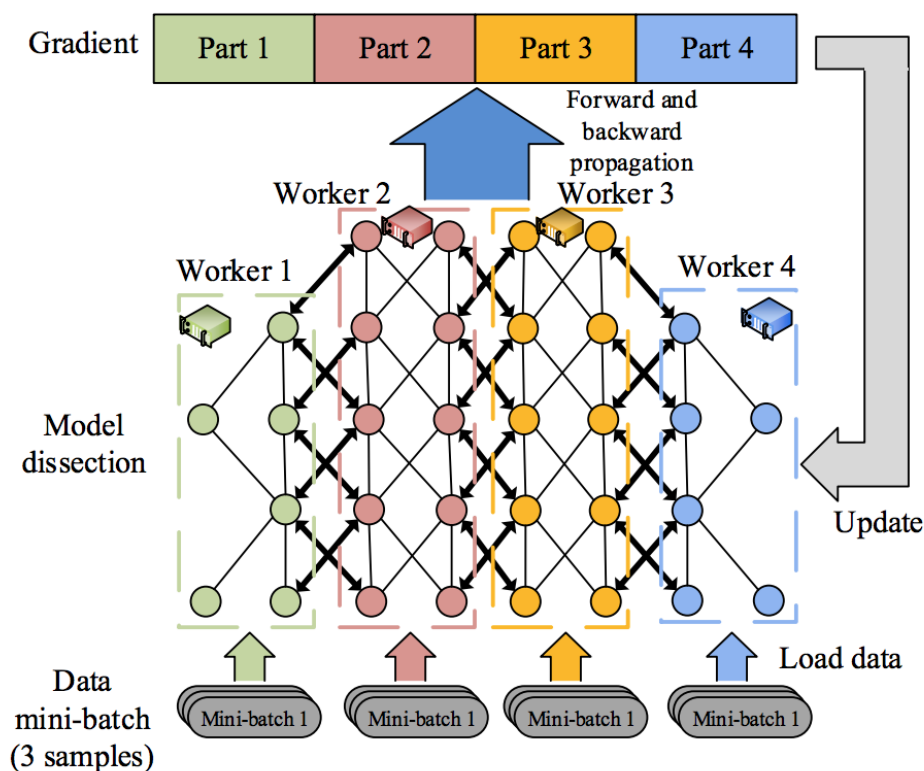 Gradient
Part 1
Part 2
Part 3
Part 4
Forward and
backward
propagation
Worker 2
Worker 3
Worker 1
Worker 4
Model
dissection
Update
Load data
Data
mini-batch
(3 samples)
Mini-batch 1
Mini-batch 1
Mini-batch 1
Mini-batch 1